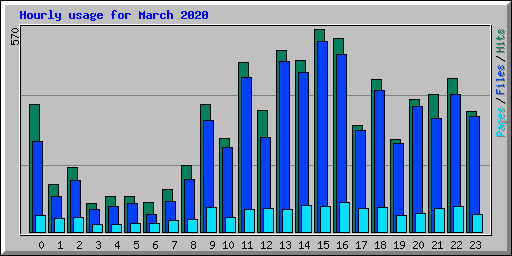 Hourly usage for March 2020
570
Pages / Files / Hits
0 1 2 3 4 5 6 7 8 9 10 11 12 13 14 15 16 17 18 19 20 21 22 23